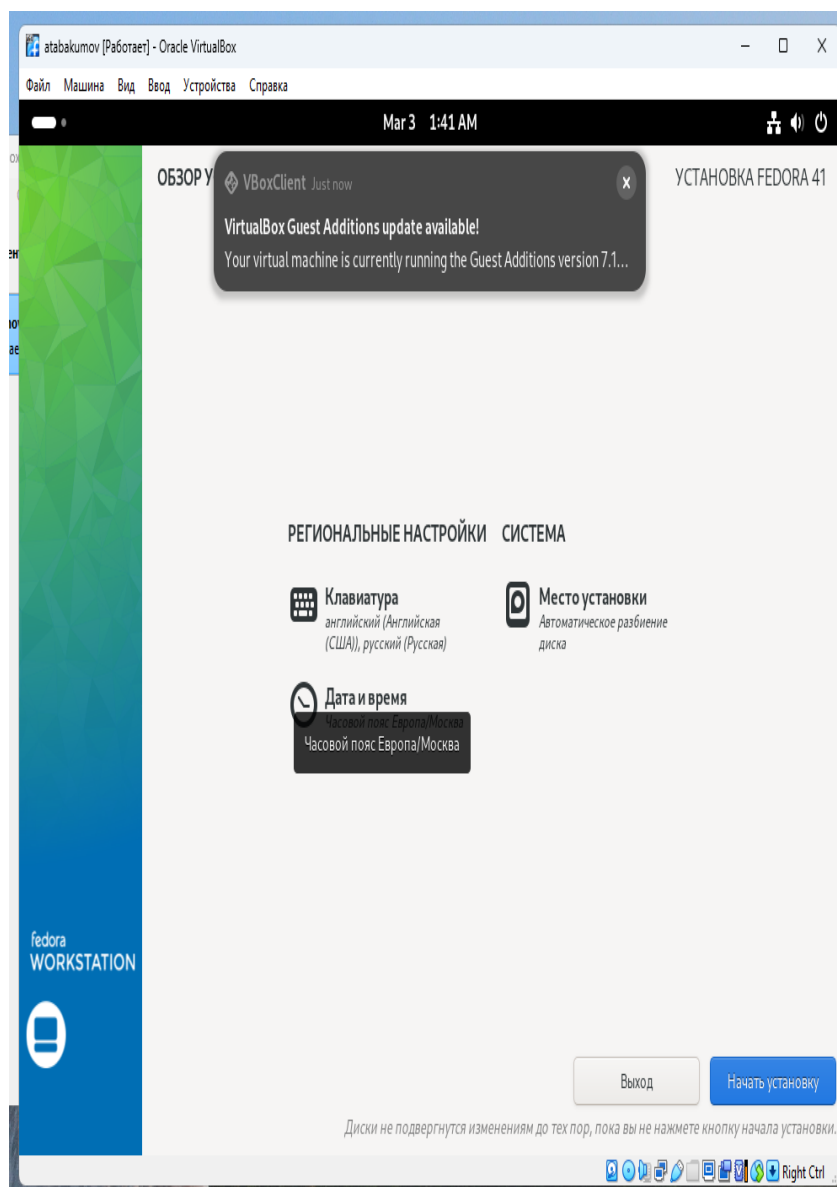 atabakumov [Работает] - Oracle VirtualBox
Файл Машина Вид Ввод Устройства Справка
Mar 3 1:41 AM
ОБЗОР У
УСТАНОВКА FEDORA 41
VBoxClient Just now
VirtualBox Guest Additions update available!
Your virtual machine is currently running the Guest Additions version 7.1...
РЕГИОНАЛЬНЫЕ НАСТРОЙКИ
СИСТЕМА
Клавиатура
английский (Английская
(США)), русский (Русская)
Место установки
Автоматическое разбиение
диска
Дата и время
Часовой пояс Европа/Москва
Часовой пояс Европа/Москва
fedora
WORKSTATION
Выход
Начать установку
Диски не подвергнутся изменениям до тех пор, пока вы не нажмете кнопку начала установки.
Right Ctrl